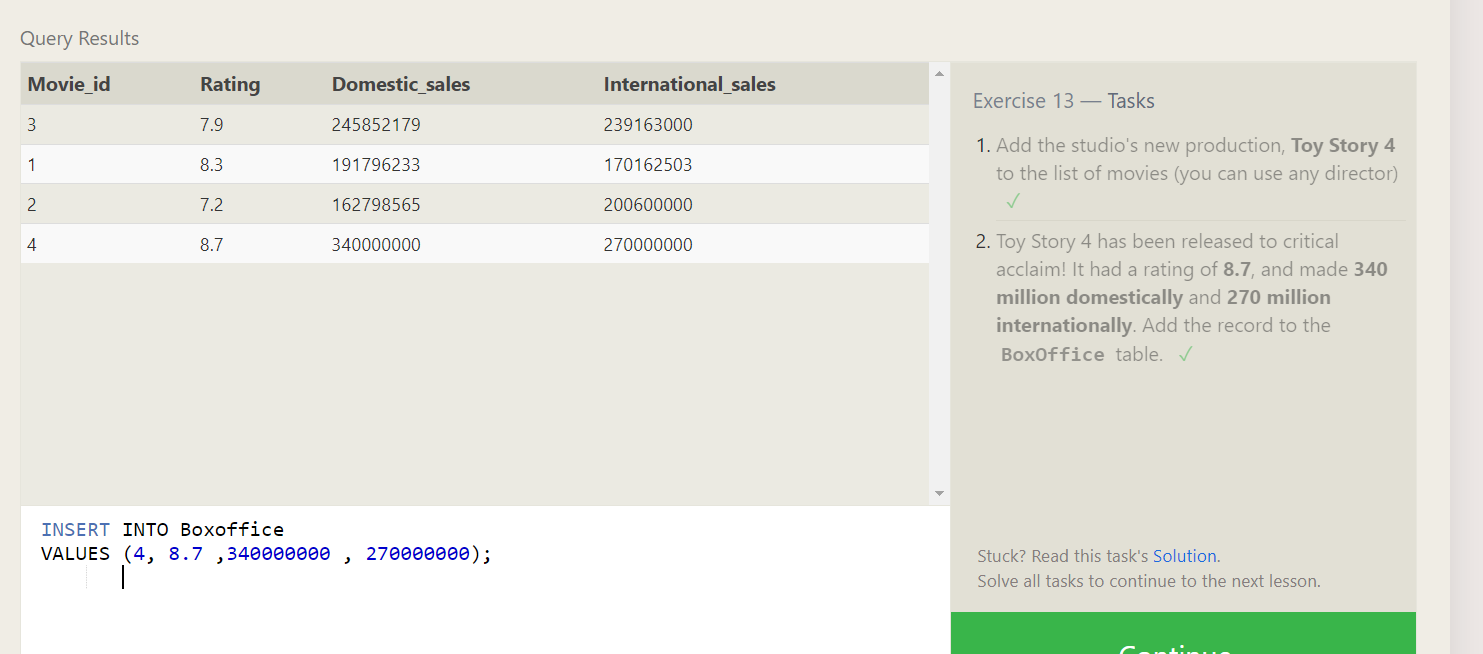 Query Results
Movie_id Rating Domestic_sales International_sales
3 7.9 245852179 239163000
1 8.3 191796233 170162503
2 7.2 162798565 200600000
4 8.7 340000000 270000000
INSERT INTO Boxoffice
VALUES (4, 8.7 ,340000000 , 270000000);
Exercise 13 — Tasks
1. Add the studio's new production, Toy Story 4
to the list of movies (you can use any director)
✓
2. Toy Story 4 has been released to critical
acclaim! It had a rating of 8.7, and made 340
million domestically and 270 million
internationally. Add the record to the
BoxOffice table. ✓
Stuck? Read this task's Solution.
Solve all tasks to continue to the next lesson.
Continue